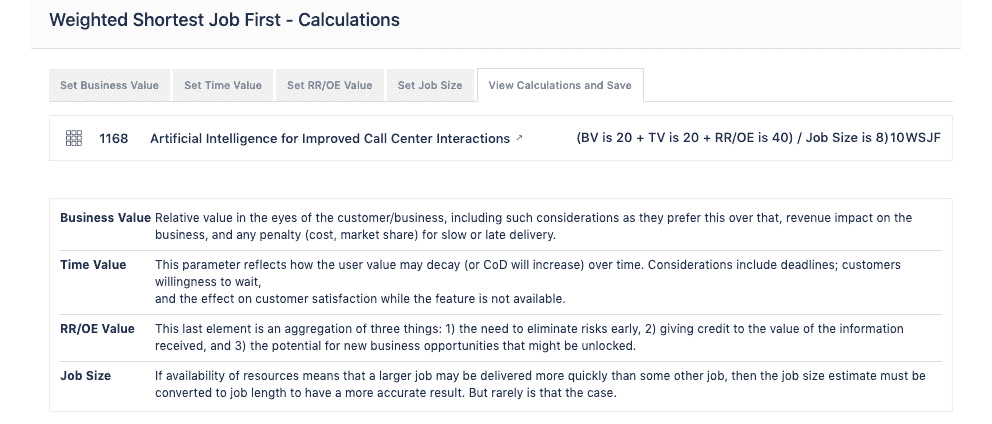 Weighted Shortest Job First - Calculations
Set Business Value Set Time Value Set RR/OE Value Set Job Size View Calculations and Save
1168 Artificial Intelligence for Improved Call Center Interactions ↗ (BV is 20 + TV is 20 + RR/OE is 40) / Job Size is 8)10WSJF
Business Value Relative value in the eyes of the customer/business, including such considerations as they prefer this over that, revenue impact on the
business, and any penalty (cost, market share) for slow or late delivery.
Time Value This parameter reflects how the user value may decay (or CoD will increase) over time. Considerations include deadlines; customers
willingness to wait,
and the effect on customer satisfaction while the feature is not available.
RR/OE Value This last element is an aggregation of three things: 1) the need to eliminate risks early, 2) giving credit to the value of the information
received, and 3) the potential for new business opportunities that might be unlocked.
Job Size If availability of resources means that a larger job may be delivered more quickly than some other job, then the job size estimate must be
converted to job length to have a more accurate result. But rarely is that the case.